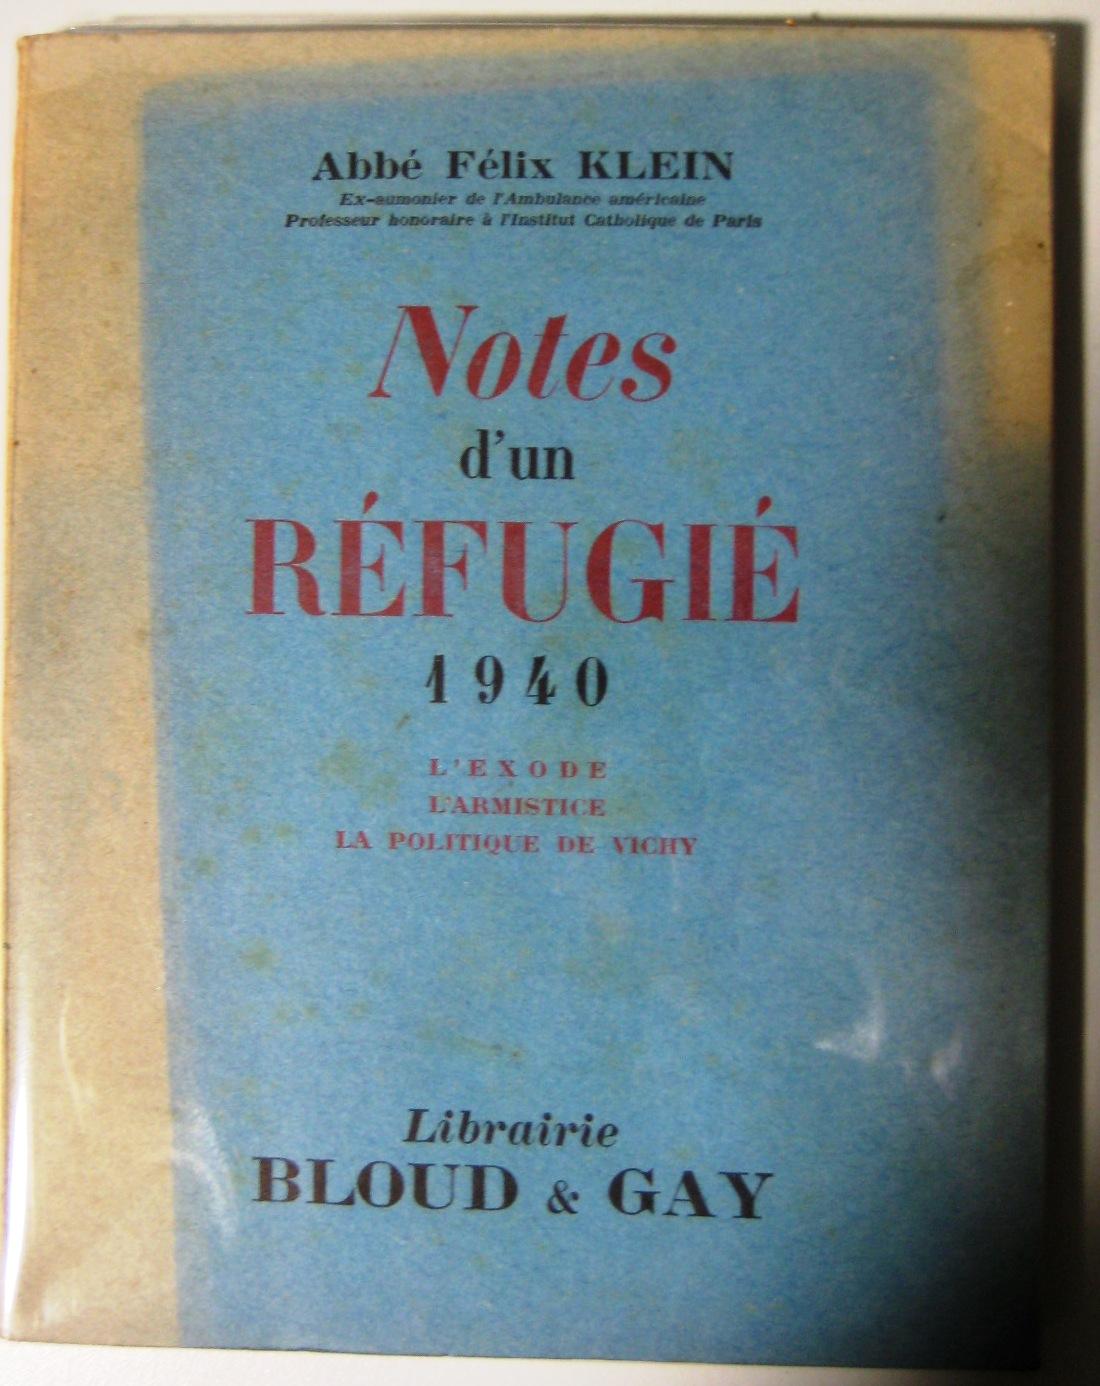 Abbé Félix KLEIN
Ex-aumonier de l'Ambulance américaine
Professeur honoraire à l'Institut Catholique de Paris
Notes
d'un
RÉFUGIÉ
1940
L'EXODE
L'ARMISTICE
LA POLITIQUE DE VICHY
Librairie
BLOUD & GAY